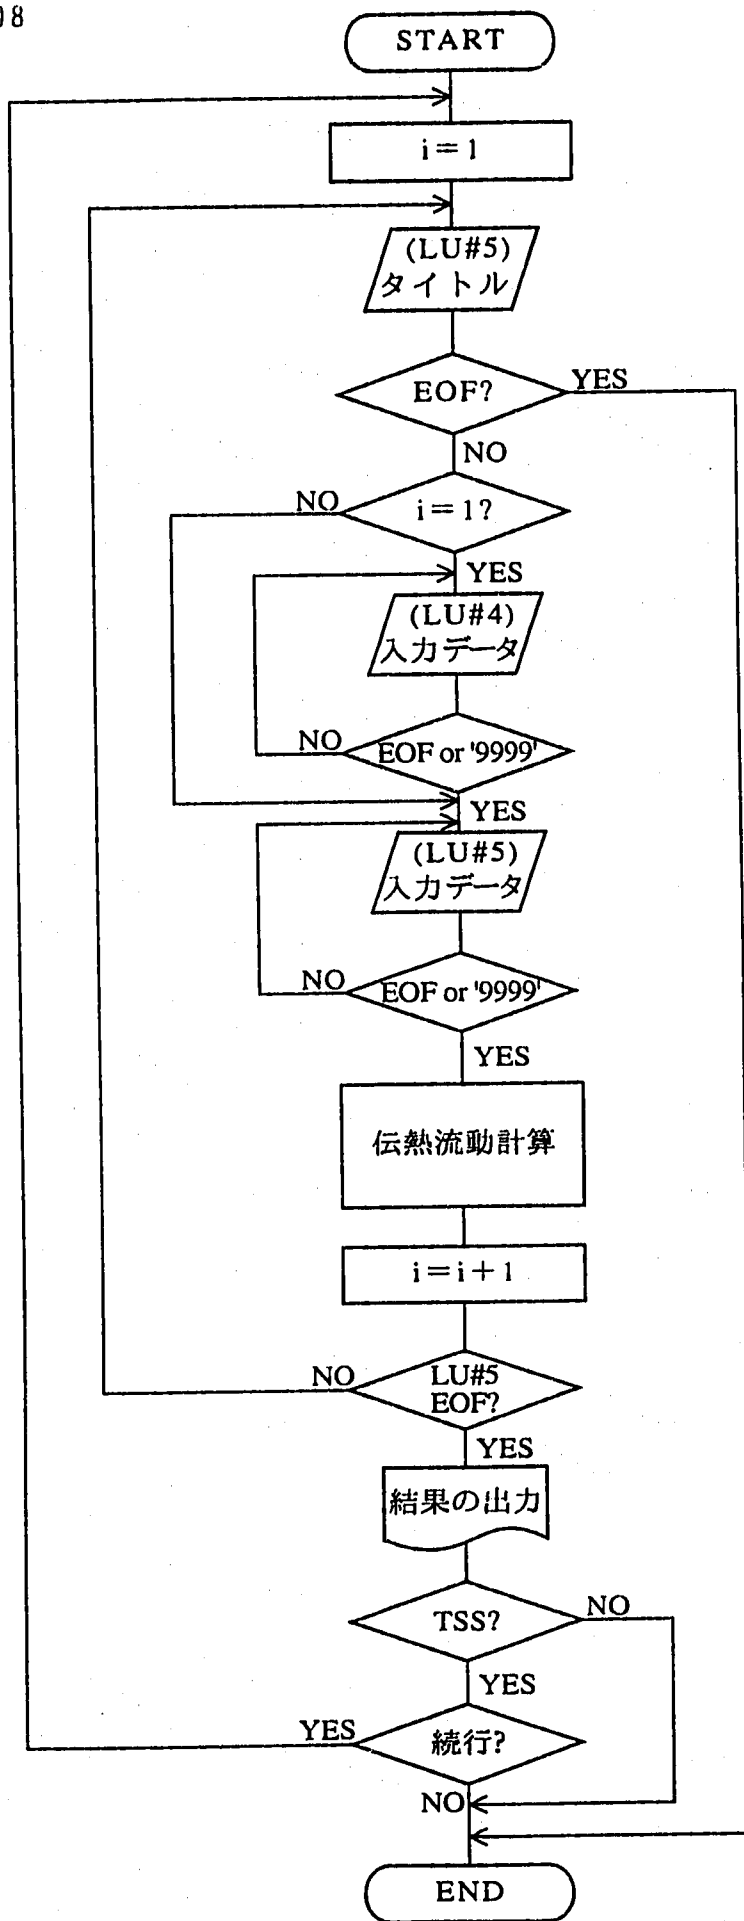 08
START
i=1
(LU#5)
タイトル
EOF?
YES
NO
NO
i=1?
YES
(LU#4)
入力データ
NO
EOF or '9999'
YES
(LU#5)
入力データ
NO
EOF or '9999'
YES
伝熱流動計算
i=i+1
NO
LU#5
EOF?
YES
結果の出力
TSS?
NO
YES
YES
続行?
NO
END